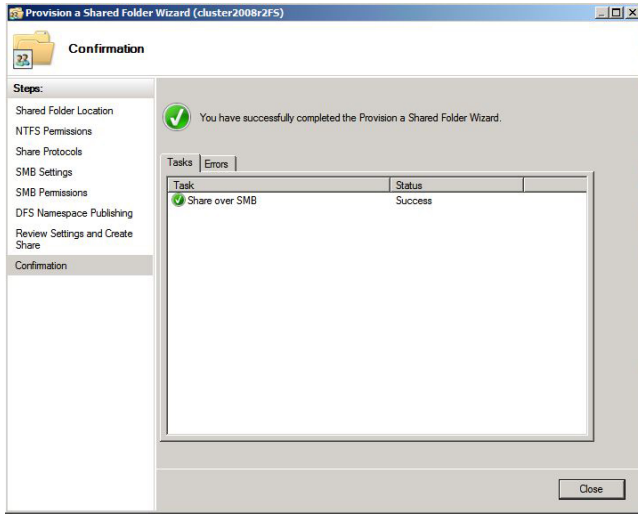 Provision a Shared Folder Wizard (cluster2008r2FS)
Confirmation
Steps:
Shared Folder Location
NTFS Permissions
Share Protocols
SMB Settings
SMB Permissions
DFS Namespace Publishing
Review Settings and Create
Share
Confirmation
You have successfully completed the Provision a Shared Folder Wizard.
Tasks Errors
Task Status
Share over SMB Success
Close